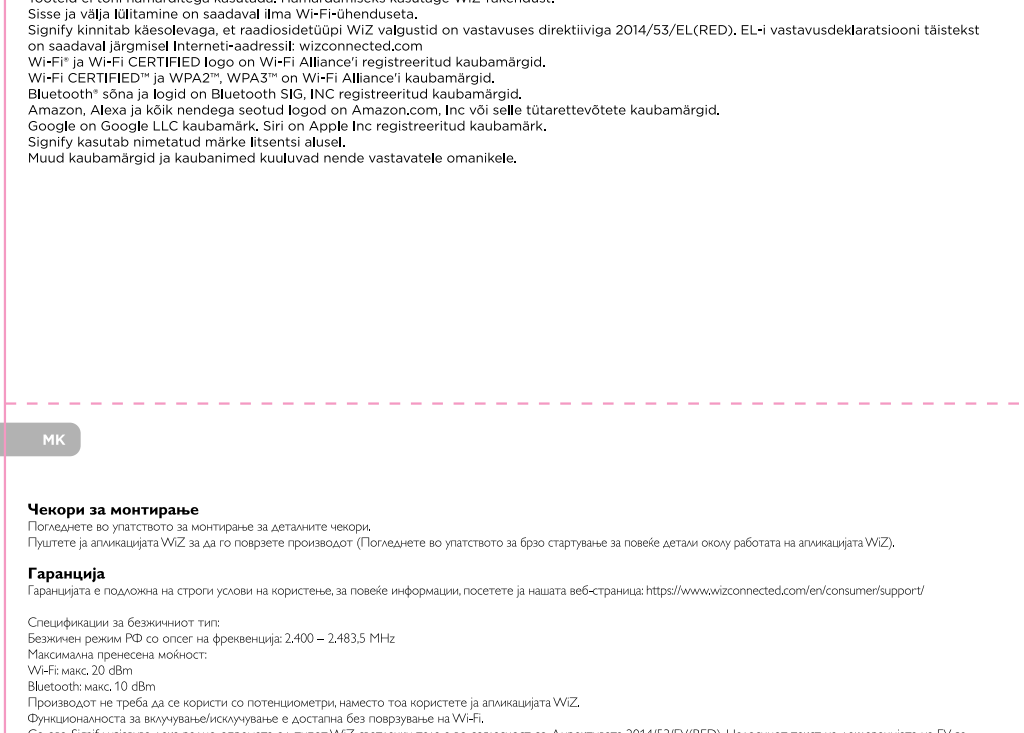 Tooteid ei tohi hämarditega kasutada. Hämardamiseks kasutage WiZ rakendust.
Sisse ja välja lülitamine on saadaval ilma Wi-Fi-ühenduseta.
Signify kinnitab käesolevaga, et raadiosidetüüpi WiZ valgustid on vastavuses direktiiviga 2014/53/EL(RED). EL-i vastavusdeklaratsiooni täistekst
on saadaval järgmisel Interneti-aadressil: wizconnected.com
Wi-Fi® ja Wi-Fi CERTIFIED logo on Wi-Fi Alliance'i registreeritud kaubamärgid.
Wi-Fi CERTIFIED™ ja WPA2™, WPA3™ on Wi-Fi Alliance'i kaubamärgid.
Bluetooth® sõna ja logid on Bluetooth SIG, INC registreeritud kaubamärgid.
Amazon, Alexa ja kõik nendega seotud logod on Amazon.com, Inc või selle tütarettevõtete kaubamärgid.
Google on Google LLC kaubamärk. Siri on Apple Inc registreeritud kaubamärk.
Signify kasutab nimetatud märke litsentsi alusel.
Muud kaubamärgid ja kaubanimed kuuluvad nende vastavatele omanikele.
MK
Чекори за монтирање
Погледнете во упатството за монтирање за деталните чекори.
Пуштете ја апликацијата WiZ за да го поврзете производот (Погледнете во упатството за брзо стартување за повеќе детали околу работата на апликацијата WiZ).
Гаранција
Гаранцијата е подложна на строги услови на користење, за повеќе информации, посетете ја нашата веб-страница: https://www.wizconnected.com/en/consumer/support/
Спецификации за безжичниот тип:
Безжичен режим РФ со опсег на фреквенција: 2.400 – 2.483,5 MHz
Максимална пренесена моќност:
Wi-Fi: макс. 20 dBm
Bluetooth: макс. 10 dBm
Производот не треба да се користи со потенциометри, наместо тоа користете ја апликацијата WiZ.
Функционалноста за вклучување/исклучување е достапна без поврзување на Wi-Fi.